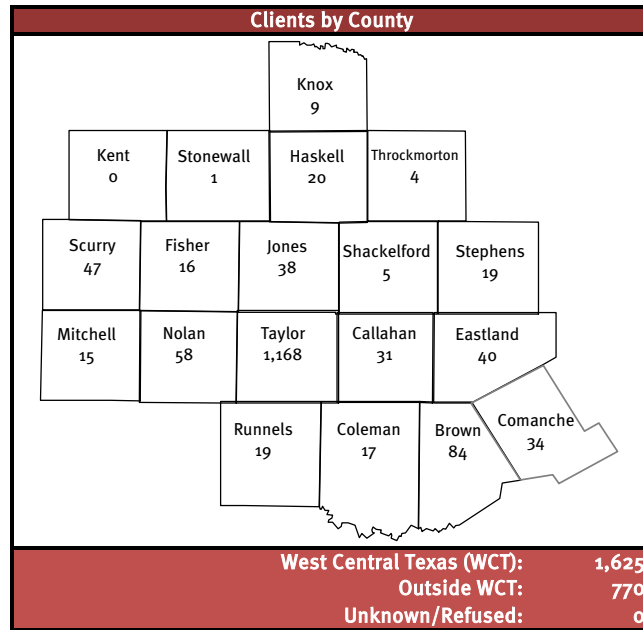 Clients by County
Knox
9
Kent
0
Stonewall
1
Haskell
20
Throckmorton
4
Scurry
47
Fisher
16
Jones
38
Shackelford
5
Stephens
19
Mitchell
15
Nolan
58
Taylor
1,168
Callahan
31
Eastland
40
Runnels
19
Coleman
17
Brown
84
Comanche
34
West Central Texas (WCT): 1,625
Outside WCT: 770
Unknown/Refused: 0